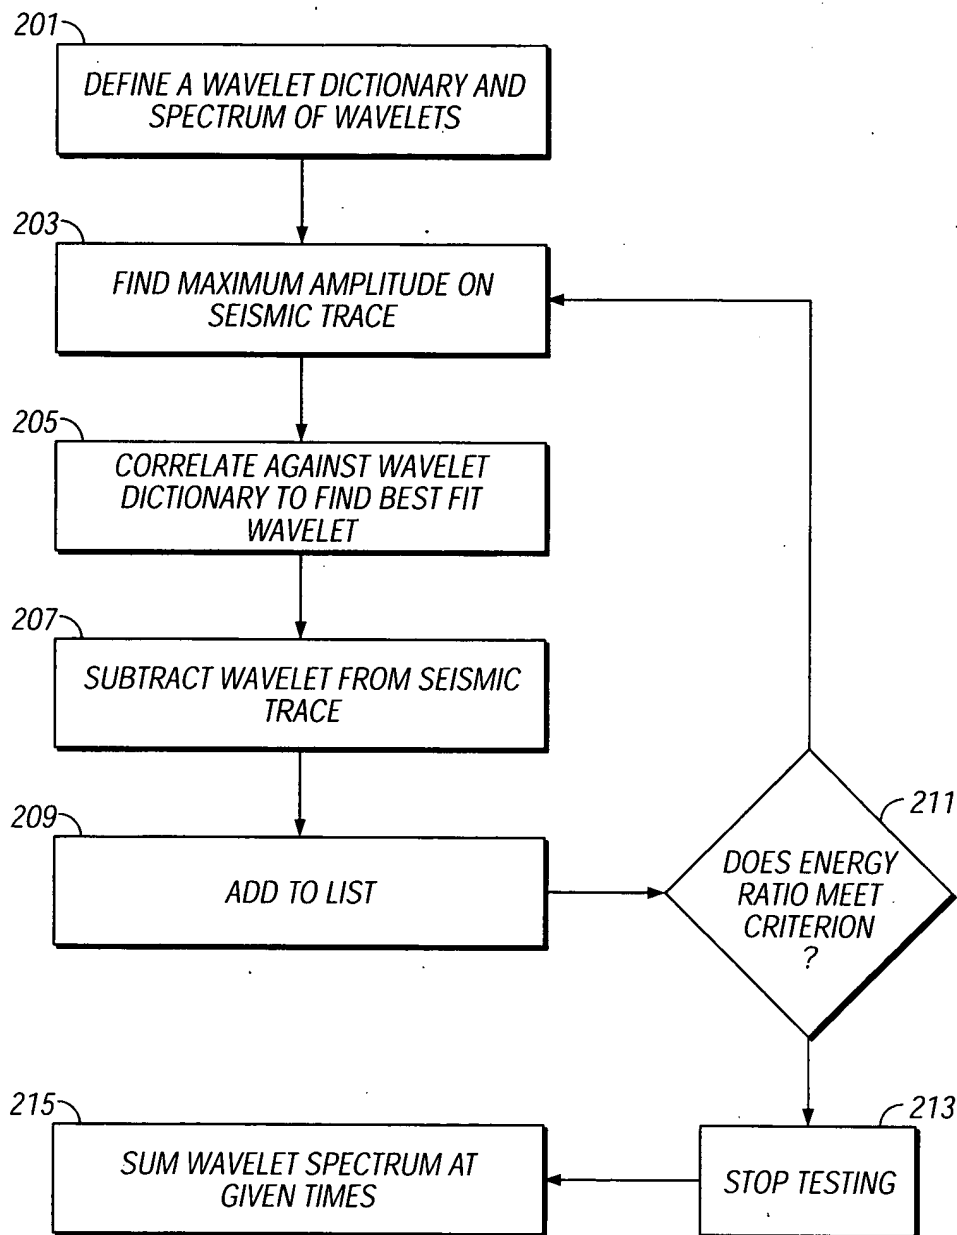 201
DEFINE A WAVELET DICTIONARY AND
SPECTRUM OF WAVELETS
203
FIND MAXIMUM AMPLITUDE ON
SEISMIC TRACE
205
CORRELATE AGAINST WAVELET
DICTIONARY TO FIND BEST FIT
WAVELET
207
SUBTRACT WAVELET FROM SEISMIC
TRACE
209
ADD TO LIST
211
DOES ENERGY
RATIO MEET
CRITERION
?
213
STOP TESTING
215
SUM WAVELET SPECTRUM AT
GIVEN TIMES